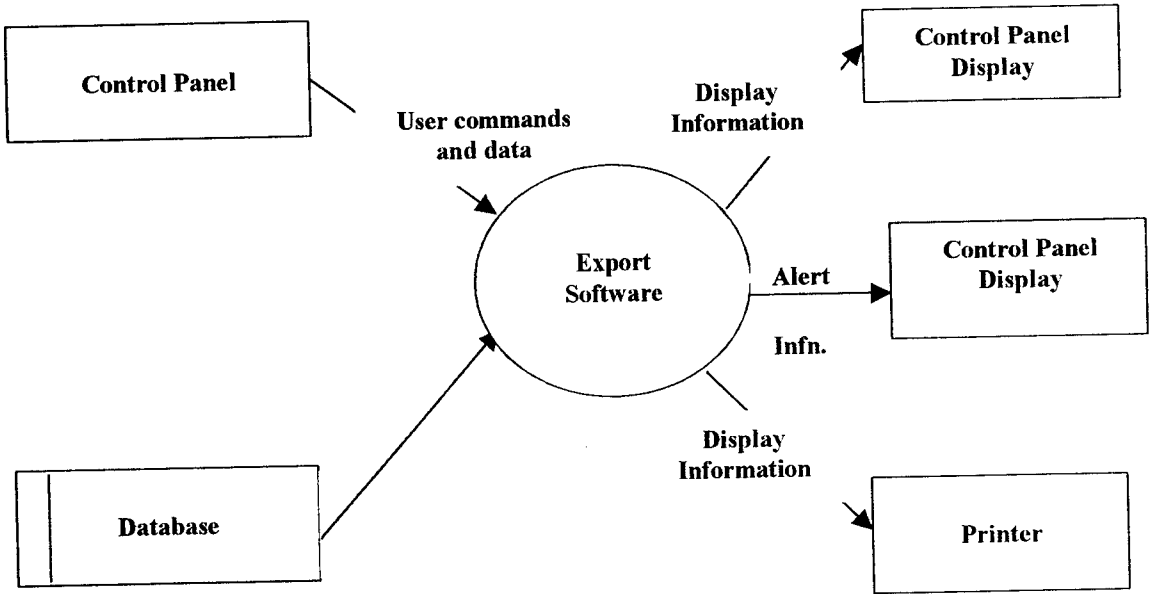 Control Panel
User commands
and data
Display
Information
Control Panel
Display
Export
Software
Alert
Infn.
Control Panel
Display
Display
Information
Database
Printer